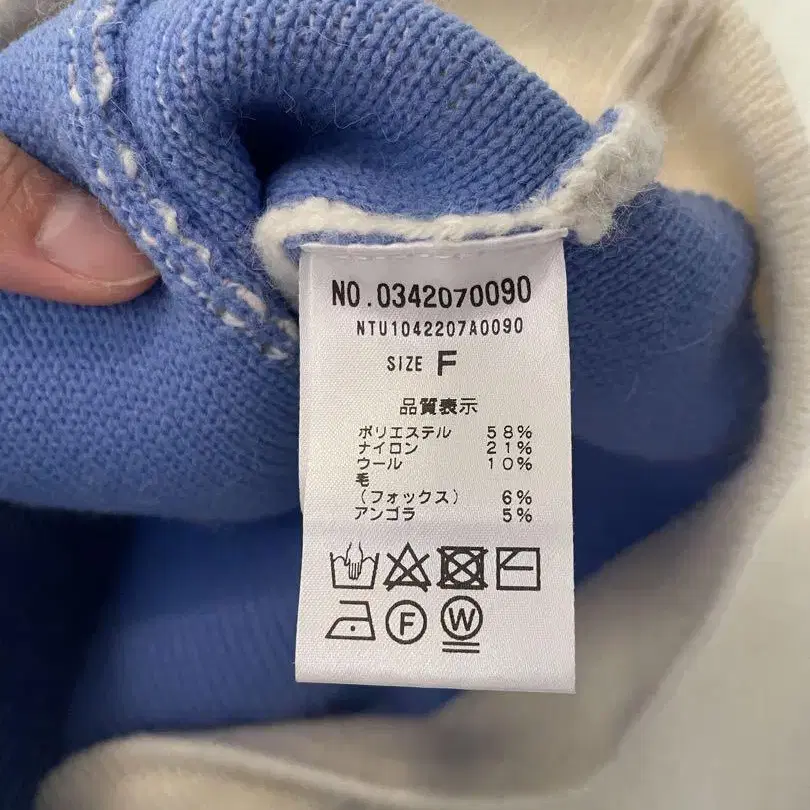 NO.0342070090
NTU1042207A0090
SIZE F
品質表示
ポリエステル 58%
ナイロン 21%
ウール 10%
毛
(フォックス) 6%
アンゴラ 5%
F W